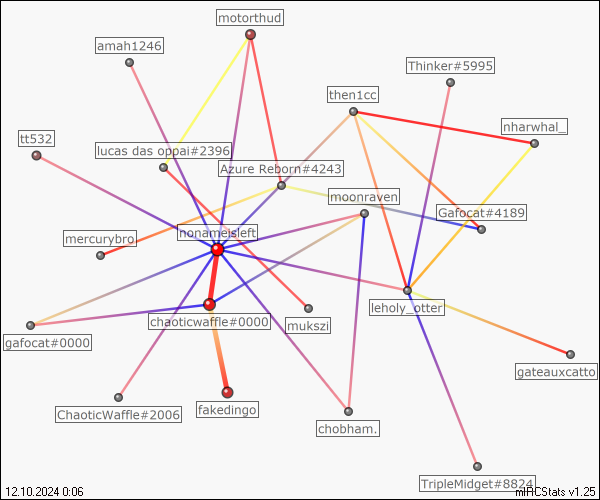 motorthud
amah1246
Thinker#5995
then1cc
nharwhal_
tt532
lucas das oppai#2396
Azure Reborn#4243
moonraven
Gafocat#4189
nonameisleft
mercurybro
leholy_otter
chaoticwaffle#0000
mukszi
gafocat#0000
gateauxcatto
ChaoticWaffle#2006
fakedingo
chobham.
TripleMidget#8824
12.10.2024 0:06
mIRCStats v1.25